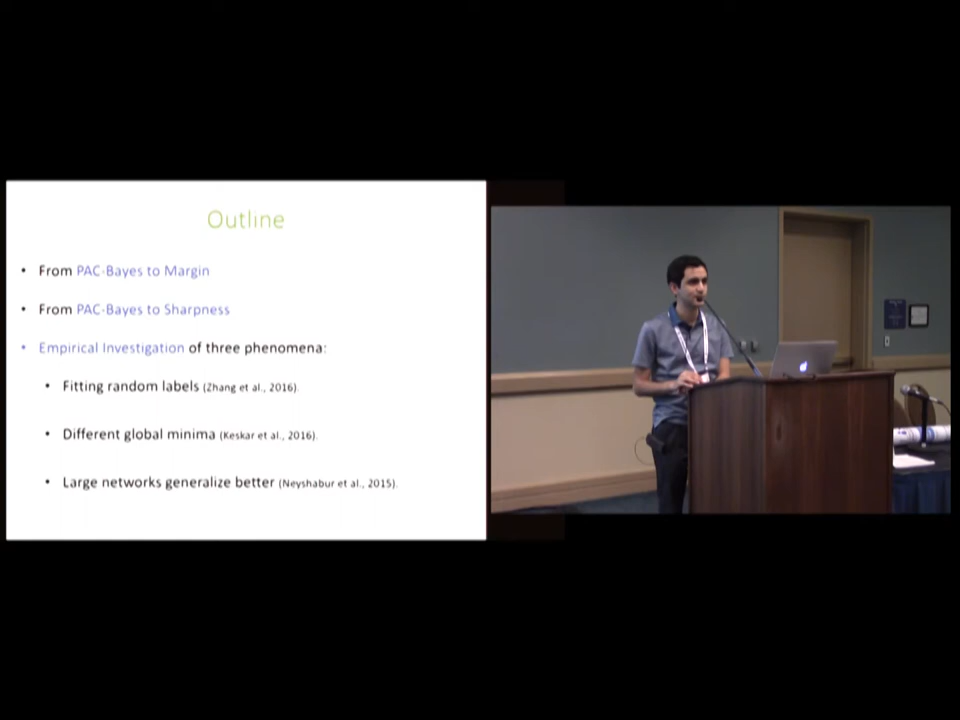 Outline
• From PAC-Bayes to Margin
• From PAC-Bayes to Sharpness
• Empirical Investigation of three phenomena:
• Fitting random labels (Zhang et al., 2016).
• Different global minima (Keskar et al., 2016).
• Large networks generalize better (Neyshabur et al., 2015).